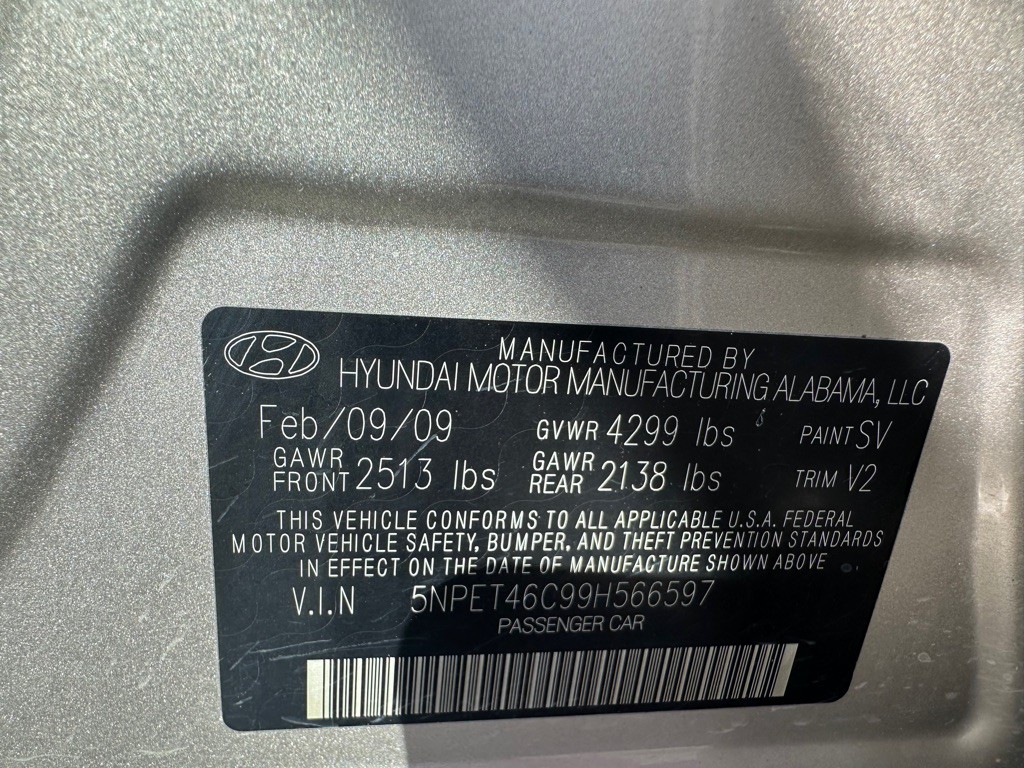 MANUFACTURED BY
HYUNDAI MOTOR MANUFACTURING ALABAMA, LLC
Feb/09/09 GVWR 4299 lbs PAINT SV
GAWR FRONT 2513 lbs GAWR REAR 2138 lbs TRIM V2
THIS VEHICLE CONFORMS TO ALL APPLICABLE U.S.A. FEDERAL
MOTOR VEHICLE SAFETY, BUMPER, AND THEFT PREVENTION STANDARDS
IN EFFECT ON THE DATE OF MANUFACTURE SHOWN ABOVE
V.I.N 5NPET46C99H566597
PASSENGER CAR